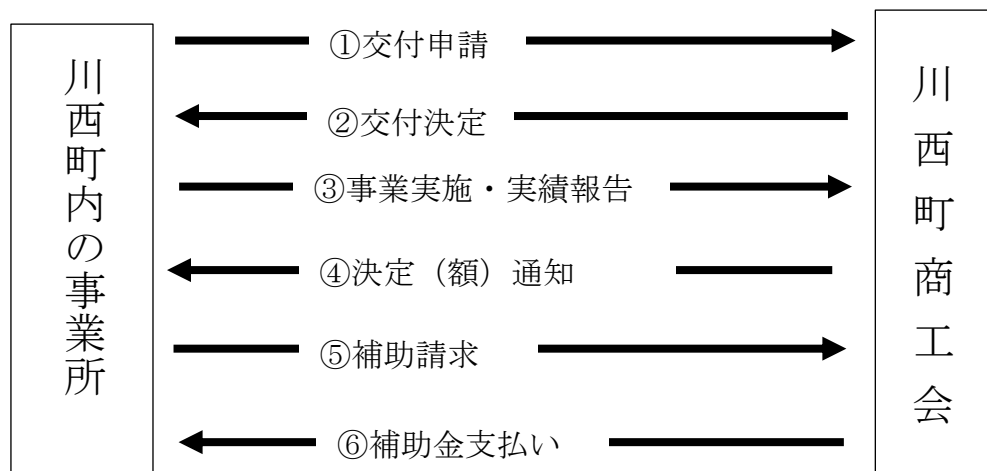 川西町内の事業所
①交付申請
②交付決定
③事業実施・実績報告
④決定（額）通知
⑤補助請求
⑥補助金支払い
川西町商工会